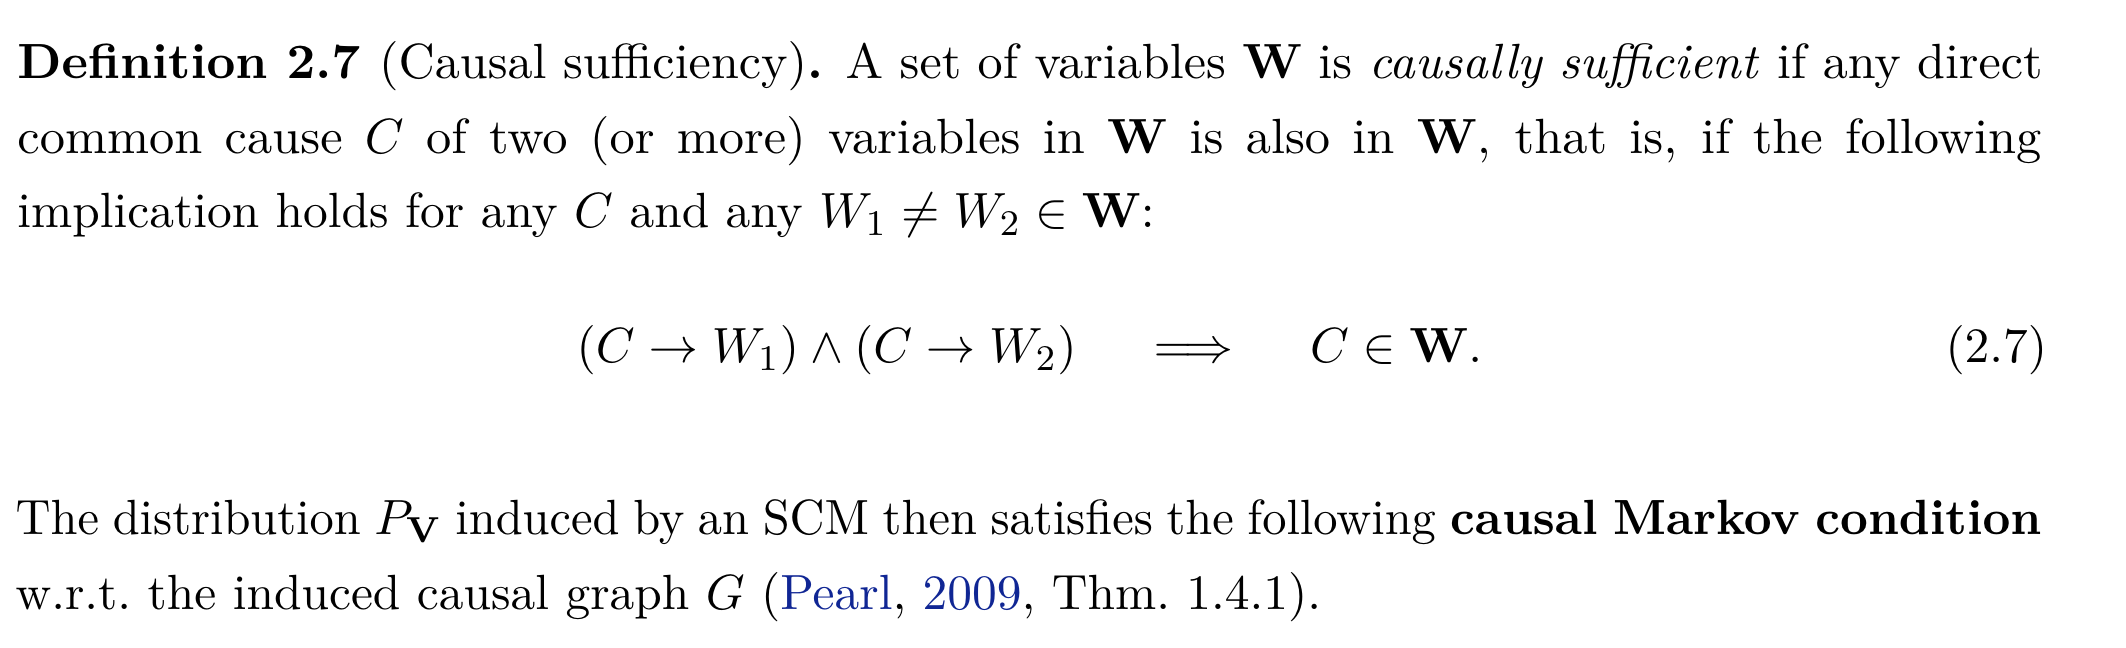 Definition 2.7 (Causal sufficiency). A set of variables W is causally sufficient if any direct
common cause C of two (or more) variables in W is also in W, that is, if the following
implication holds for any C and any W₁ ≠ W₂ ∈ W:
(C → W₁) ∧ (C → W₂) ⟹ C ∈ W. (2.7)
The distribution P_V induced by an SCM then satisfies the following causal Markov condition
w.r.t. the induced causal graph G (Pearl, 2009, Thm. 1.4.1).